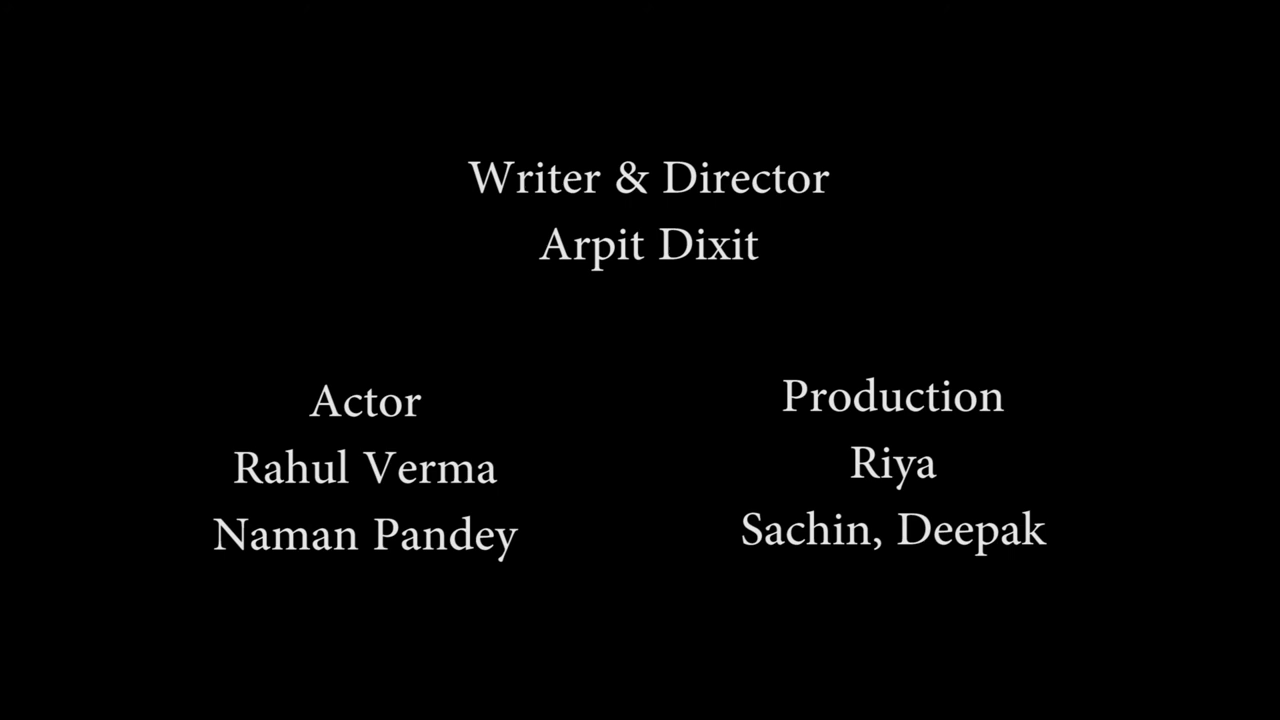 Writer & Director
Arpit Dixit
Actor
Rahul Verma
Naman Pandey
Production
Riya
Sachin, Deepak